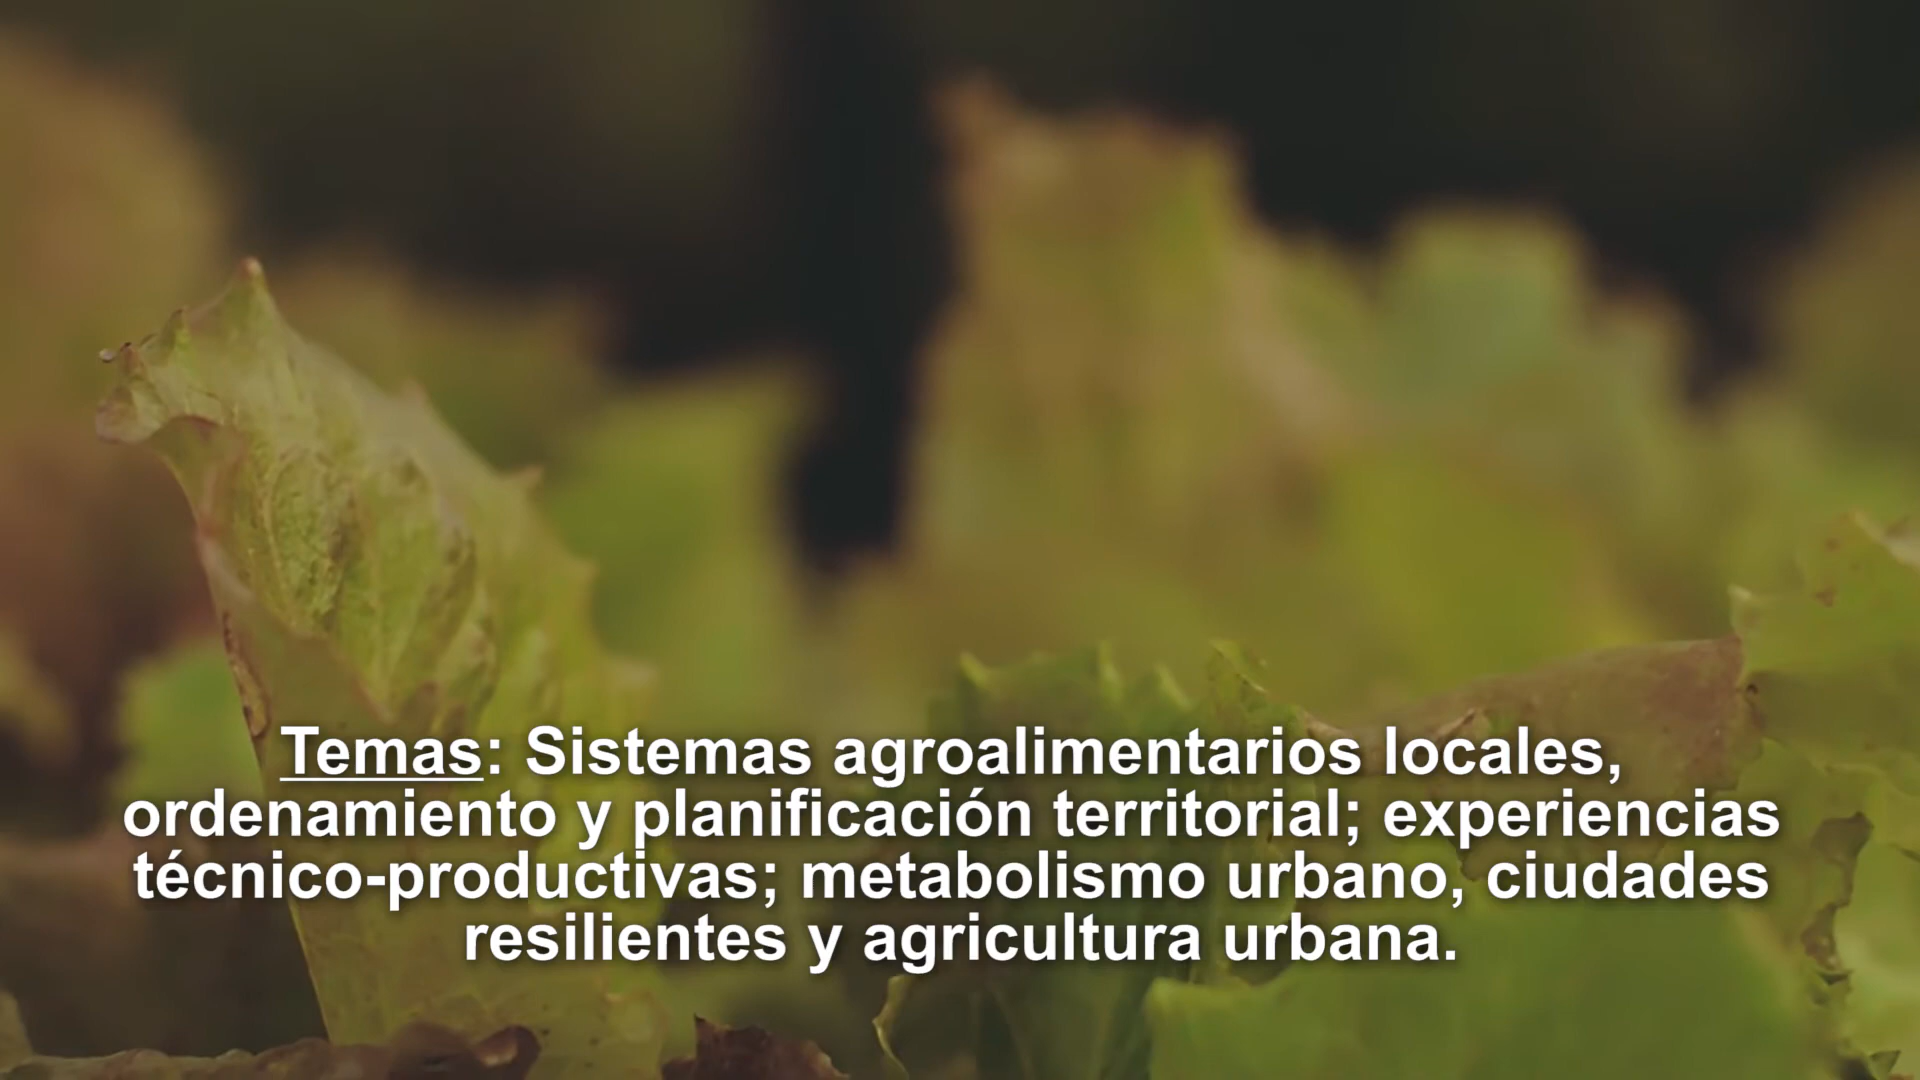 Temas: Sistemas agroalimentarios locales,
ordenamiento y planificación territorial; experiencias
técnico-productivas; metabolismo urbano, ciudades
resilientes y agricultura urbana.